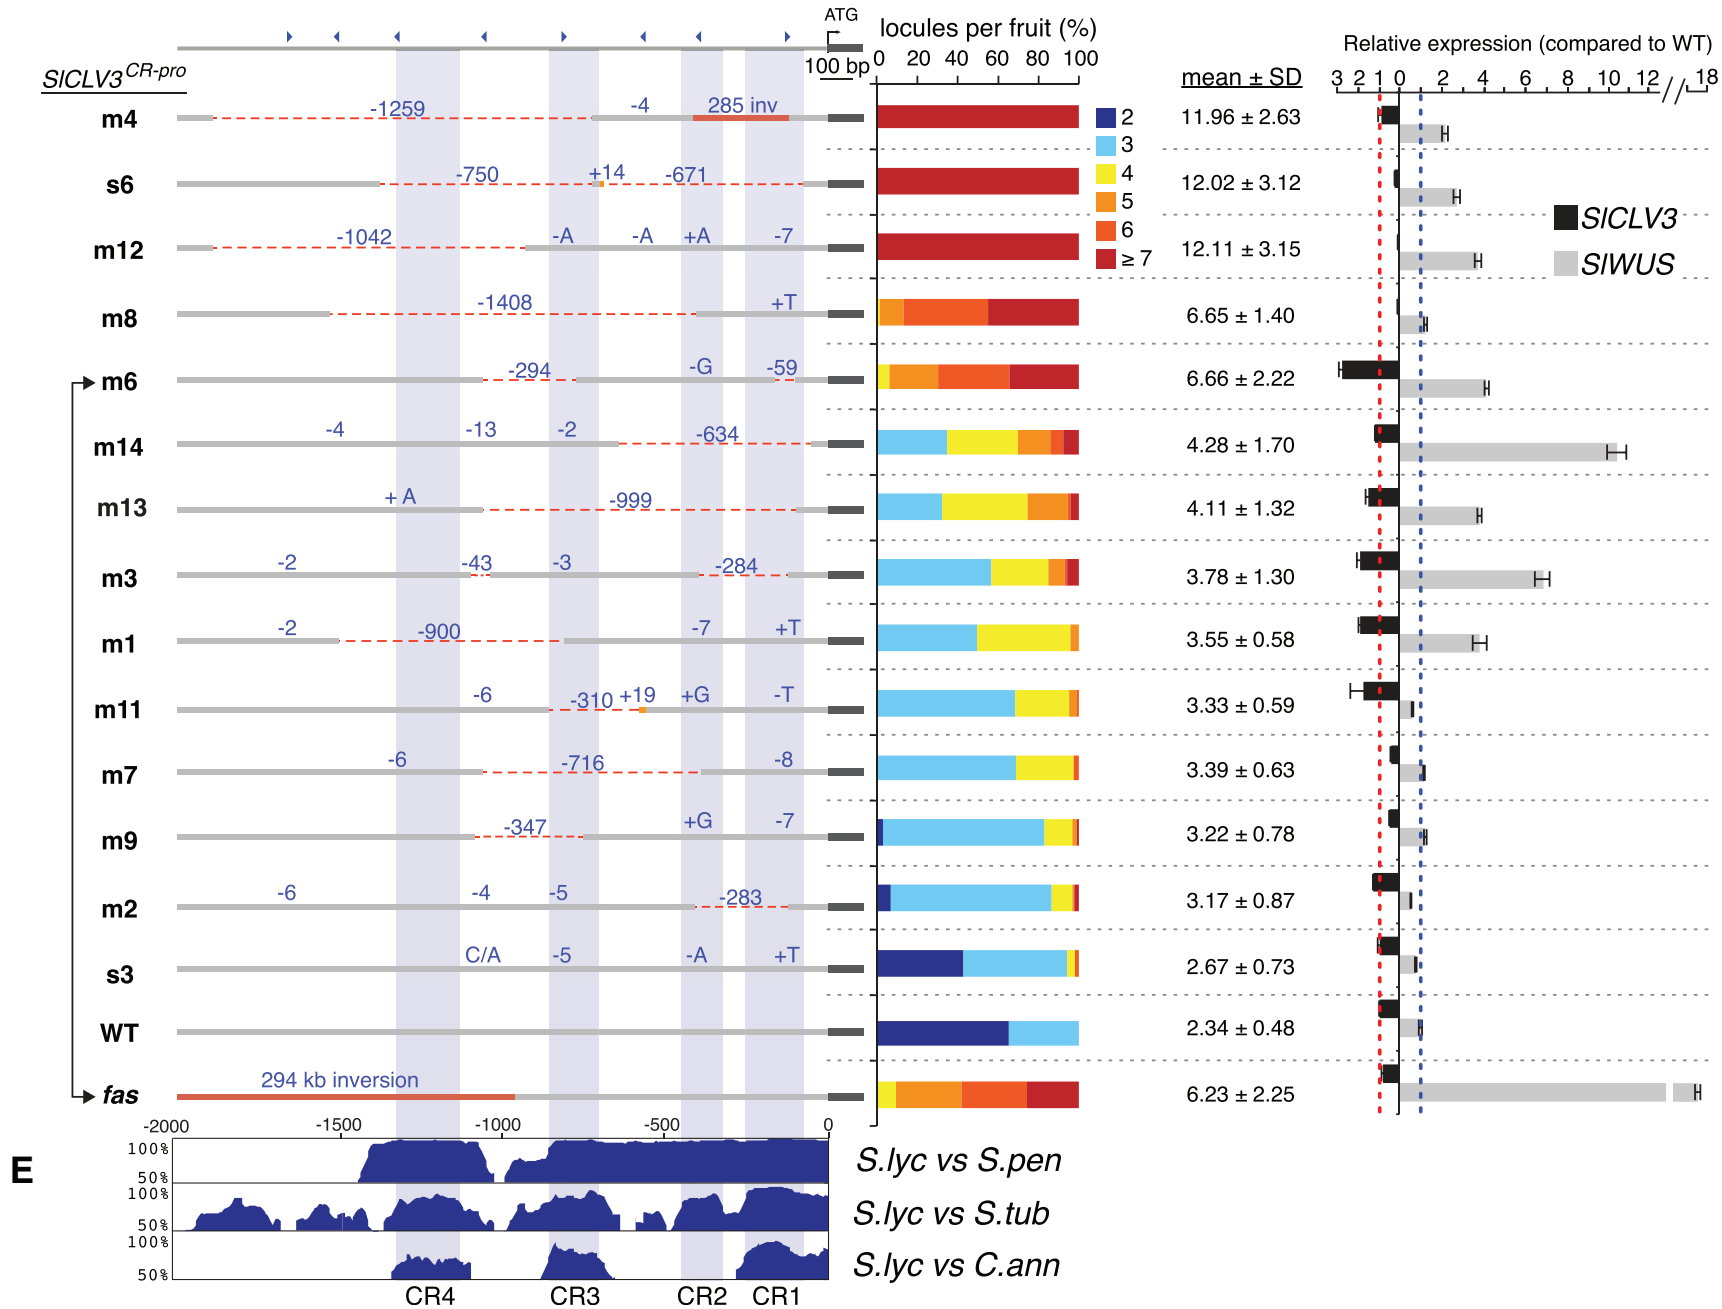 ATG
locules per fruit (%)
Relative expression (compared to WT)
100 bp
0 20 40 60 80 100
mean ± SD
3 2 1 0 2 4 6 8 10 12 18
SlCLV3CR-pro
m4 -1259 -4 285 inv 11.96 ± 2.63
s6 -750 +14 -671 12.02 ± 3.12
m12 -1042 -A -A +A -7 12.11 ± 3.15
m8 -1408 +T 6.65 ± 1.40
m6 -294 -G -59 6.66 ± 2.22
m14 -4 -13 -2 -634 4.28 ± 1.70
m13 + A -999 4.11 ± 1.32
m3 -2 -43 -3 -284 3.78 ± 1.30
m1 -2 -900 -7 +T 3.55 ± 0.58
m11 -6 -310 +19 +G -T 3.33 ± 0.59
m7 -6 -716 -8 3.39 ± 0.63
m9 -347 +G -7 3.22 ± 0.78
m2 -6 -4 -5 -283 3.17 ± 0.87
s3 C/A -5 -A +T 2.67 ± 0.73
WT 2.34 ± 0.48
fas 294 kb inversion 6.23 ± 2.25
2
3
4
5
6
≥ 7
SlCLV3
SlWUS
-2000 -1500 -1000 -500 0
E
100%
50%
S.lyc vs S.pen
100%
50%
S.lyc vs S.tub
100%
50%
S.lyc vs C.ann
CR4 CR3 CR2 CR1